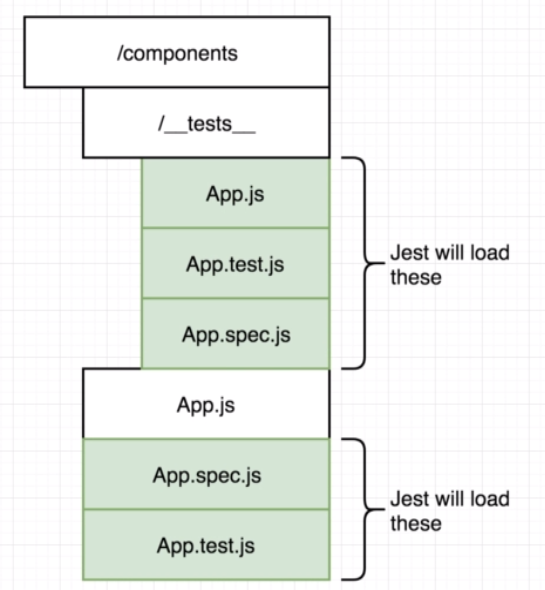 /components
/__tests__
App.js
App.test.js
App.spec.js
Jest will load
these
App.js
App.spec.js
App.test.js
Jest will load
these